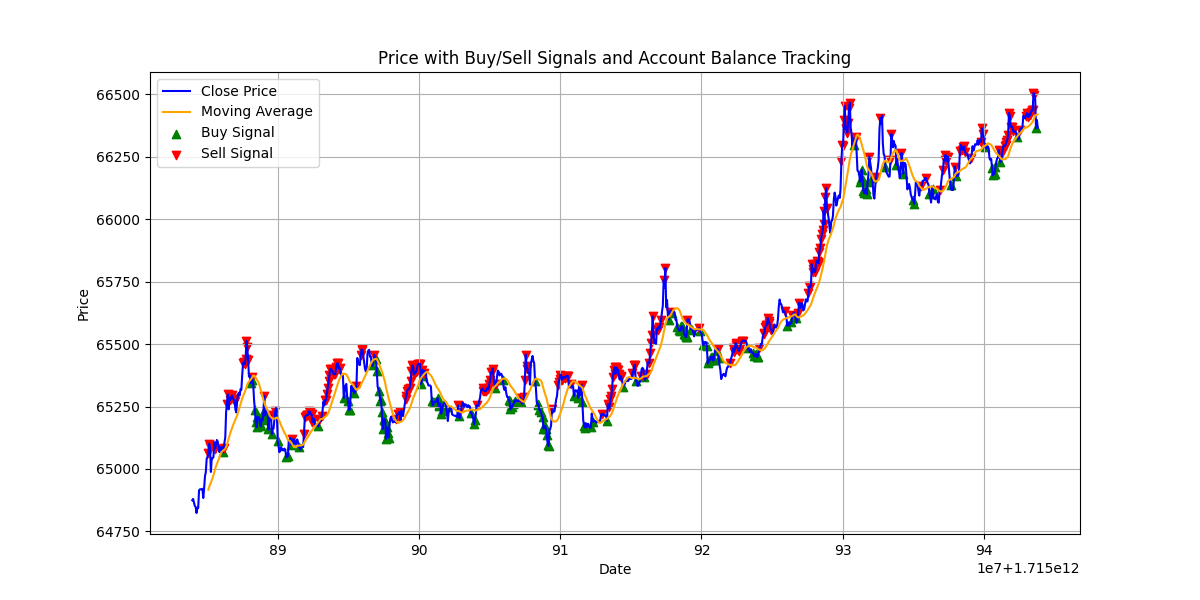 Price with Buy/Sell Signals and Account Balance Tracking
Close Price
Moving Average
Buy Signal
Sell Signal
66500
66250
66000
65750
65500
65250
65000
64750
Price
89 90 91 92 93 94
Date
1e7+1.715e12